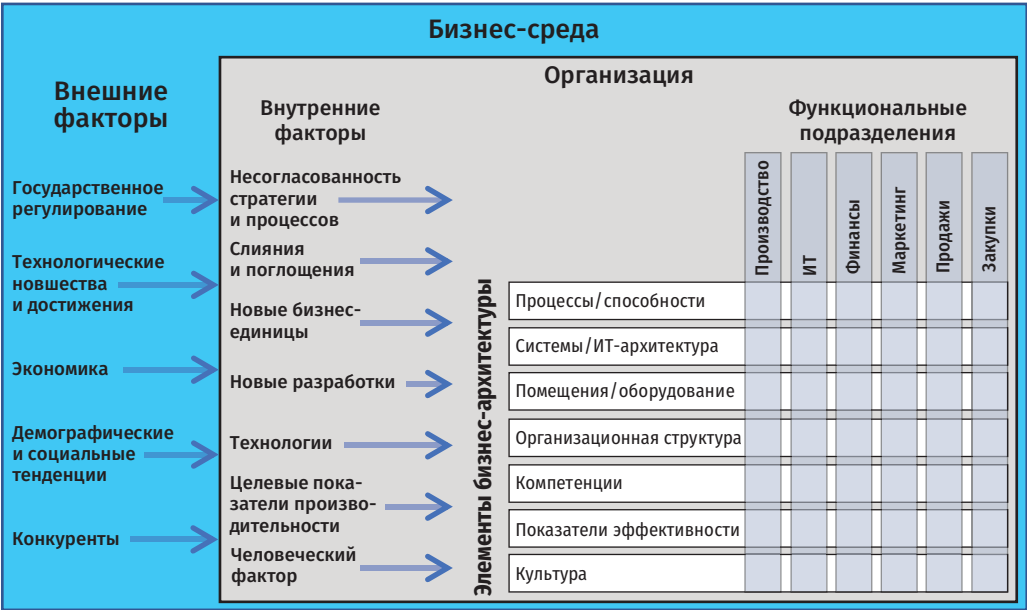 Бизнес-среда
Организация
Внешние
факторы
Внутренние
факторы
Функциональные
подразделения
Государственное
регулирование
Технологические
новшества
и достижения
Экономика
Демографические
и социальные
тенденции
Конкуренты
Несогласованность
стратегии
и процессов
Слияния
и поглощения
Новые бизнес-
единицы
Новые разработки
Технологии
Целевые пока-
затели произво-
дительности
Человеческий
фактор
Элементы бизнес-архитектуры
Производство
ИТ
Финансы
Маркетинг
Продажи
Закупки
Процессы/способности
Системы/ИТ-архитектура
Помещения/оборудование
Организационная структура
Компетенции
Показатели эффективности
Культура